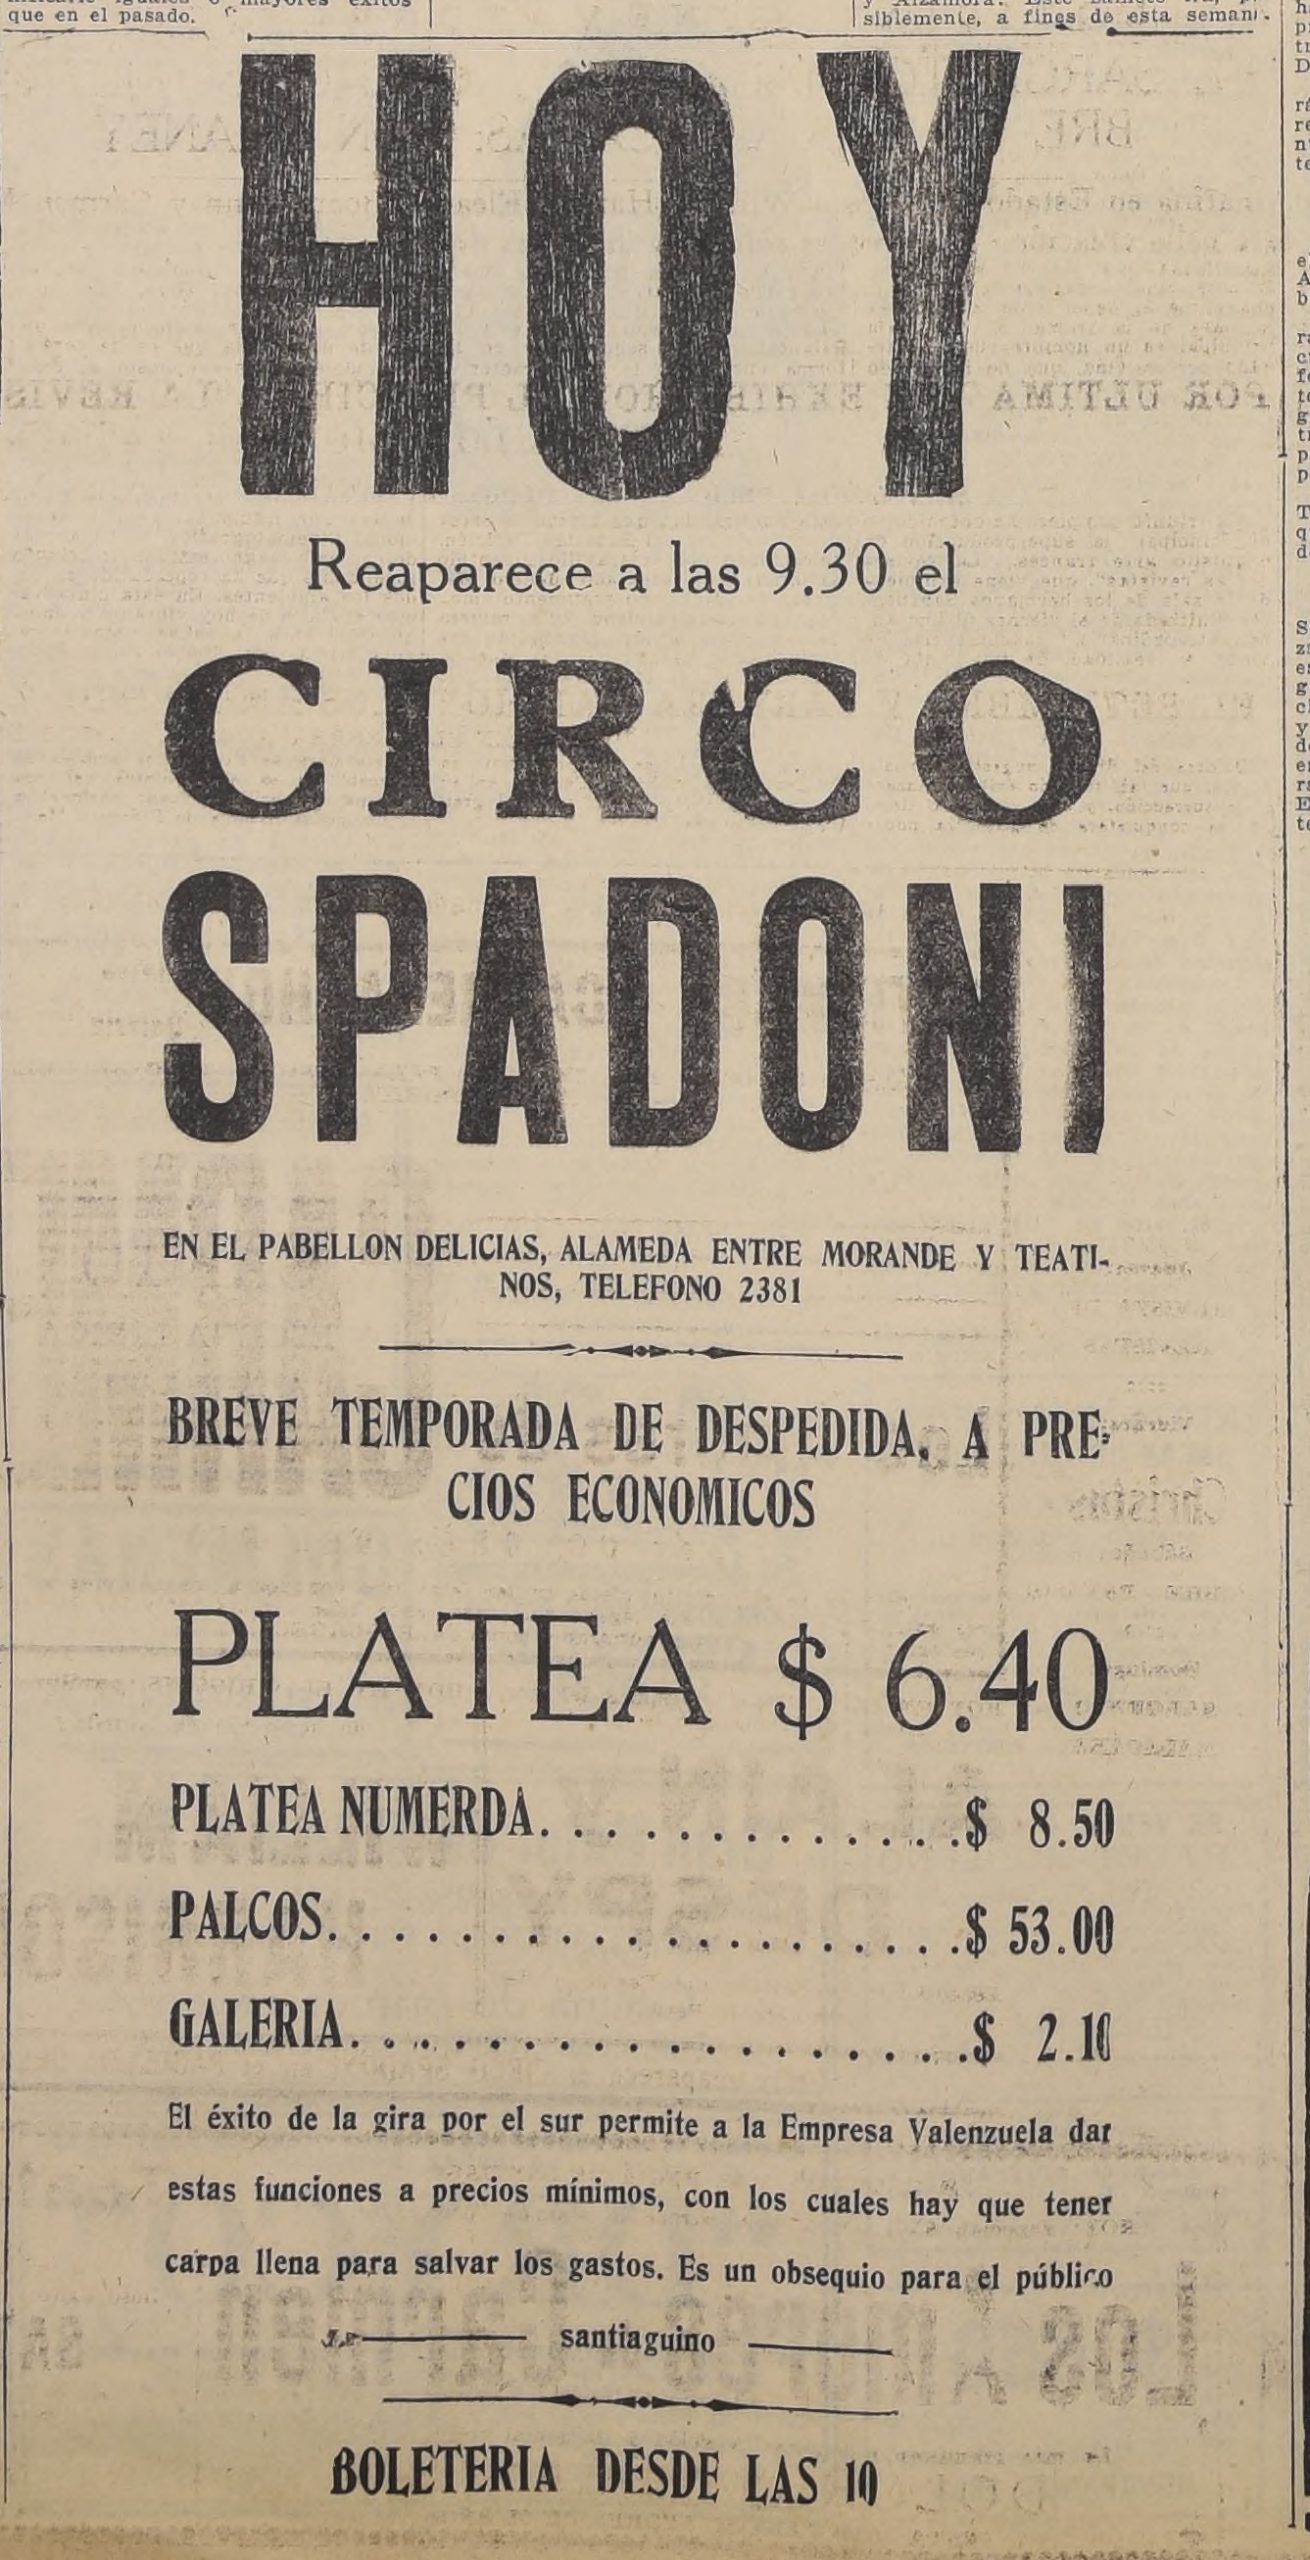 que en el pasado.
siblemente, a fines de esta seman
HOY
Reaparece a las 9.30 el
CIRCO
SPADONI
EN EL PABELLON DELICIAS, ALAMEDA ENTRE MORANDE Y TEATI-
NOS, TELEFONO 2381
BREVE TEMPORADA DE DESPEDIDA, A PRE-
CIOS ECONOMICOS
PLATEA $ 6.40
PLATEA NUMERDA. . . . . . . . . . . . . .$ 8.50
PALCOS. . . . . . . . . . . . . . . . . . . .$ 53.00
GALERIA. . . . . . . . . . . . . . . . . . .$ 2.10
El éxito de la gira por el sur permite a la Empresa Valenzuela dar
estas funciones a precios mínimos, con los cuales hay que tener
carpa llena para salvar los gastos. Es un obsequio para el público
santiaguino
BOLETERIA DESDE LAS 10